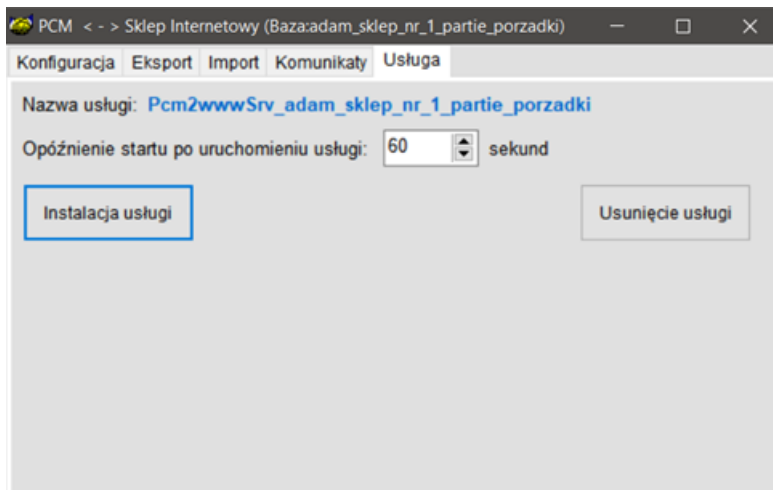 PCM < - > Sklep Internetowy (Baza:adam_sklep_nr_1_partie_porzadki)
Konfiguracja Eksport Import Komunikaty Usługa
Nazwa usługi: Pcm2wwwSrv_adam_sklep_nr_1_partie_porzadki
Opóźnienie startu po uruchomieniu usługi: 60 sekund
Instalacja usługi Usunięcie usługi